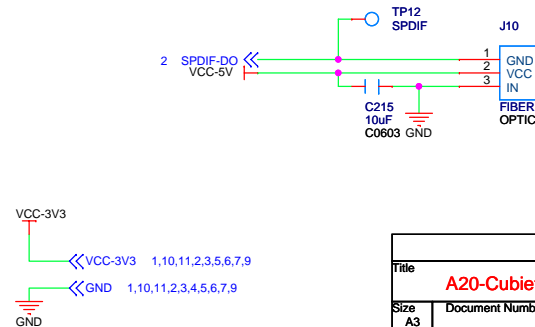 TP12
SPDIF
J10
2 SPDIF-DO
VCC-5V
1 GND
2 VCC
3 IN
FIBER
OPTIC
C215
10uF
C0603 GND
VCC-3V3
VCC-3V3 1,10,11,2,3,5,6,7,9
GND 1,10,11,2,3,4,5,6,7,9
GND
Title
A20-Cubie
Size Document Numb
A3